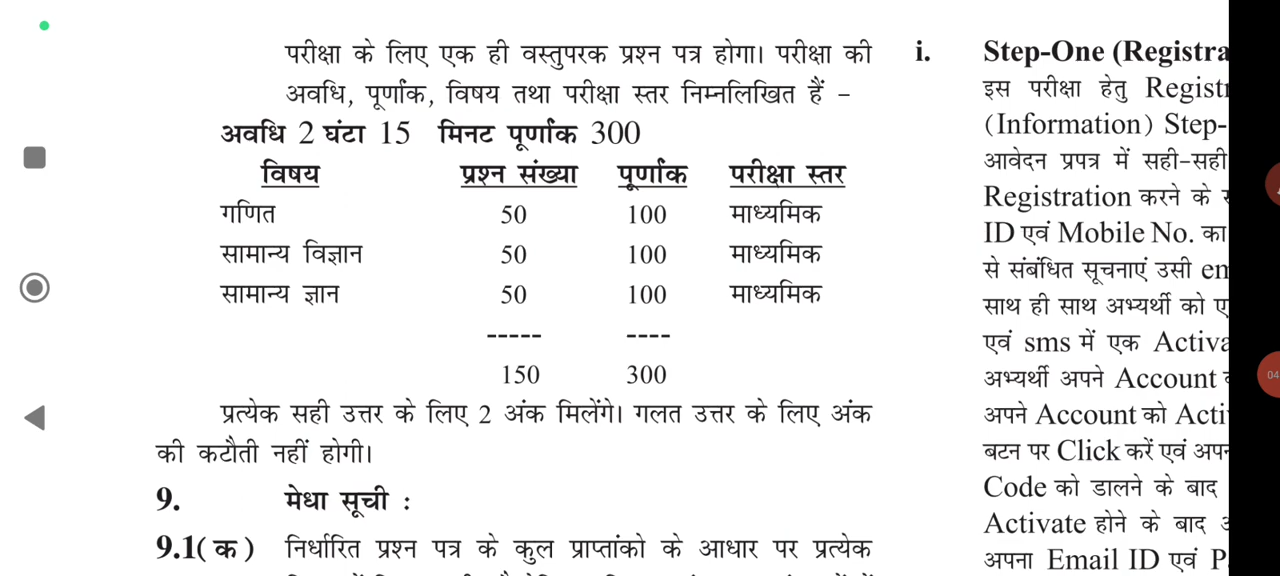 परीक्षा के लिए एक ही वस्तुपरक प्रश्न पत्र होगा। परीक्षा की
अवधि, पूर्णांक, विषय तथा परीक्षा स्तर निम्नलिखित हैं –
अवधि 2 घंटा 15 मिनट पूर्णांक 300
विषय प्रश्न संख्या पूर्णांक परीक्षा स्तर
गणित 50 100 माध्यमिक
सामान्य विज्ञान 50 100 माध्यमिक
सामान्य ज्ञान 50 100 माध्यमिक
----- ----
150 300
प्रत्येक सही उत्तर के लिए 2 अंक मिलेंगे। गलत उत्तर के लिए अंक
की कटौती नहीं होगी।
9. मेधा सूची :
9.1(क) निर्धारित प्रश्न पत्र के कुल प्राप्तांको के आधार पर प्रत्येक
i. Step-One (Registra
इस परीक्षा हेतु Regist
(Information) Step-
आवेदन प्रपत्र में सही-सही
Registration करने के
ID एवं Mobile No. का
से संबंधित सूचनाएं उसी em
साथ ही साथ अभ्यर्थी को ए
एवं sms में एक Activa
अभ्यर्थी अपने Account
अपने Account को Acti
बटन पर Click करें एवं अपन
Code को डालने के बाद
Activate होने के बाद
अपना Email ID एवं P
04